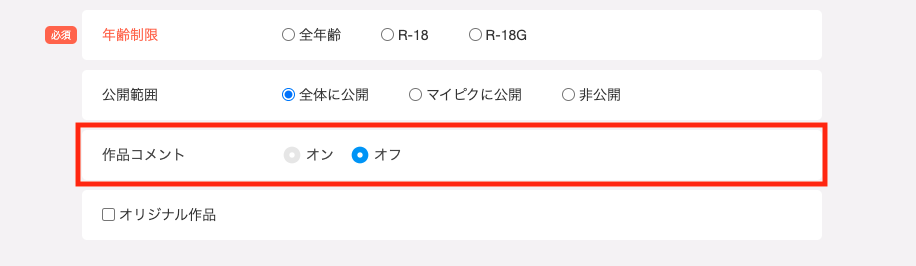 必須 年齢制限 全年齢 R-18 R-18G
公開範囲 全体に公開 マイピクに公開 非公開
作品コメント オン オフ
オリジナル作品